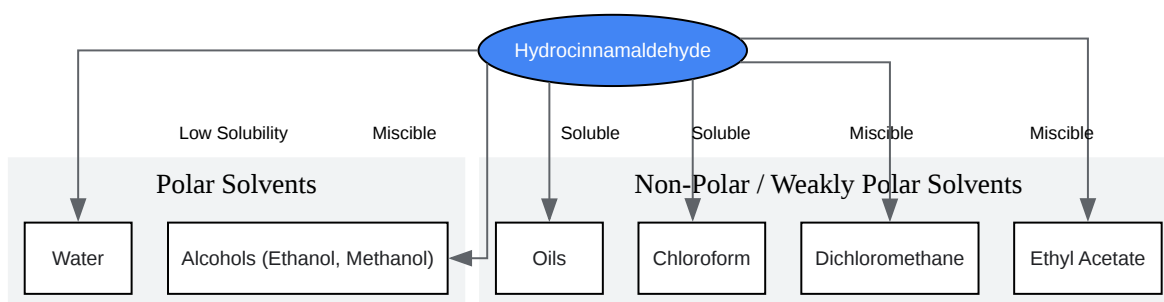 Hydrocinnamaldehyde
Low Solubility
Miscible
Soluble
Soluble
Miscible
Miscible
Polar Solvents
Non-Polar / Weakly Polar Solvents
Water
Alcohols (Ethanol, Methanol)
Oils
Chloroform
Dichloromethane
Ethyl Acetate